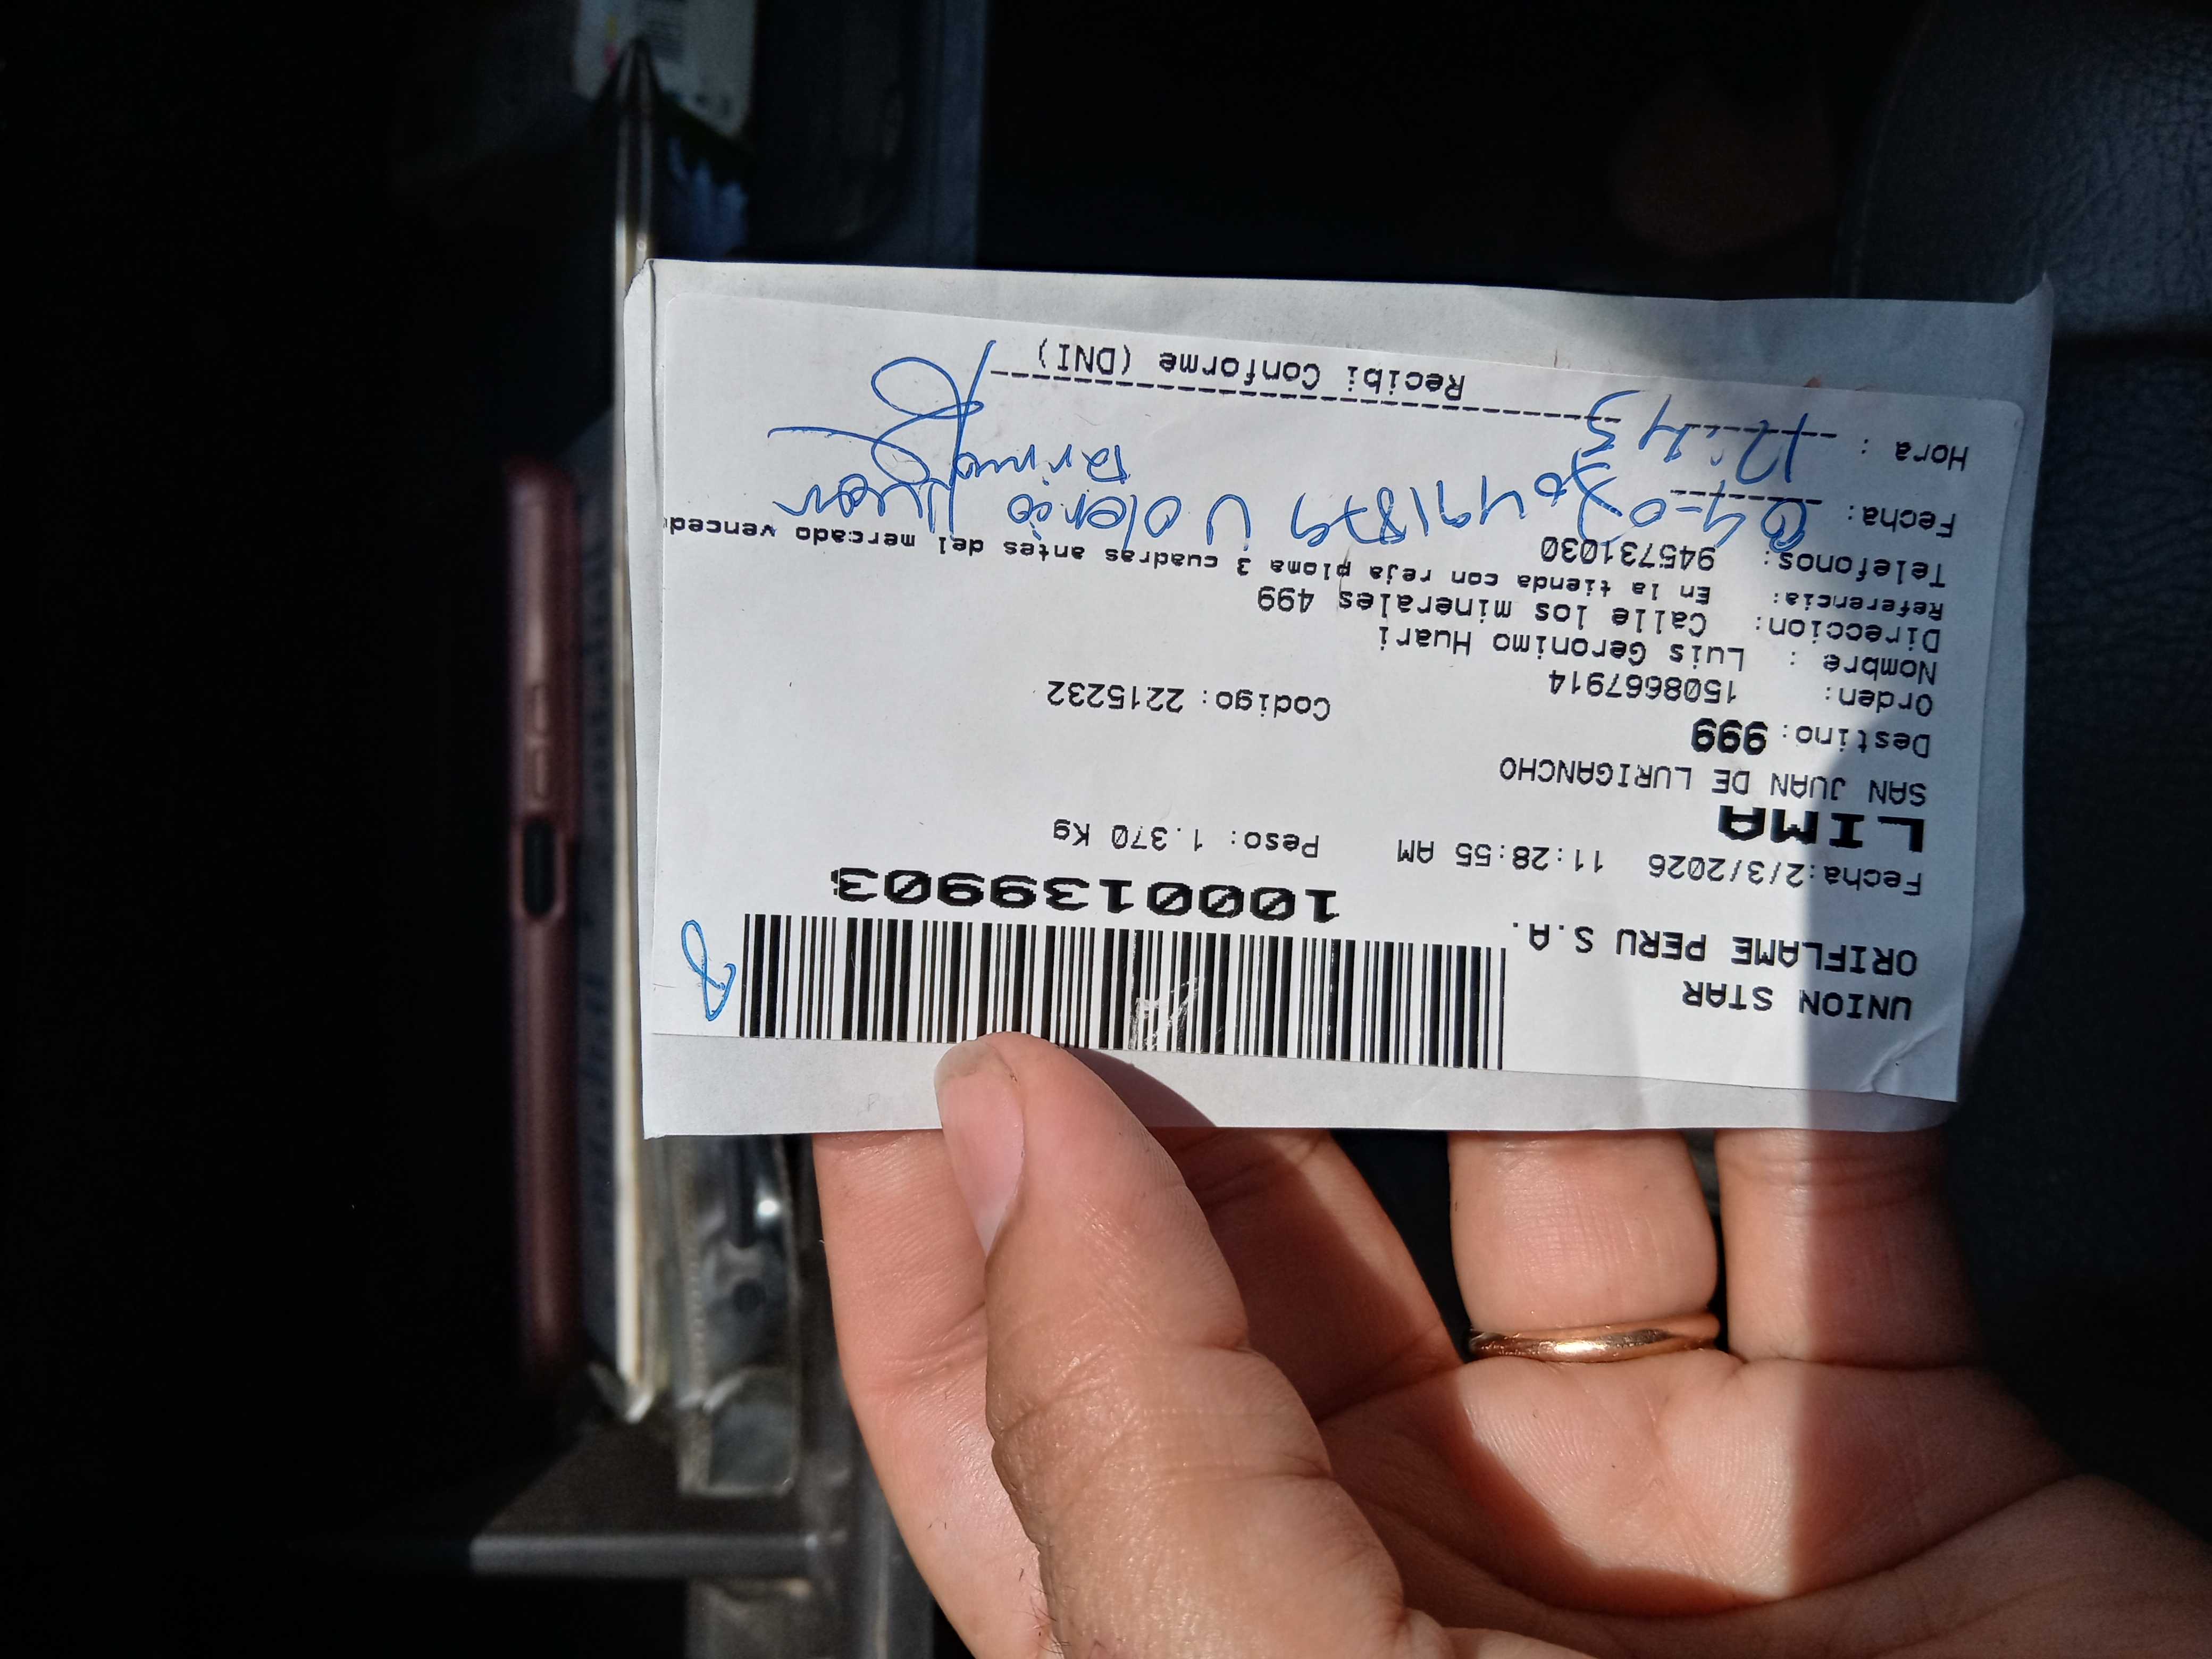 UNION STAR
ORIFLAME PERU S.A.
1000139903
Fecha:2/3/2026 11:28:55 AM Peso: 1.370 Kg
LIMA
SAN JUAN DE LURIGANCHO
Destino: 999
Codigo: 2215232
Orden: 1508667914
Nombre : Luis Geronimo Huari
Direccion: Calle los minerales 499
Referencia: En la tienda con reja ploma 3 cuadras antes del mercado venced
Telefonos: 945731030
Fecha:
Hora : 12:43
Recibi Conforme (DNI)